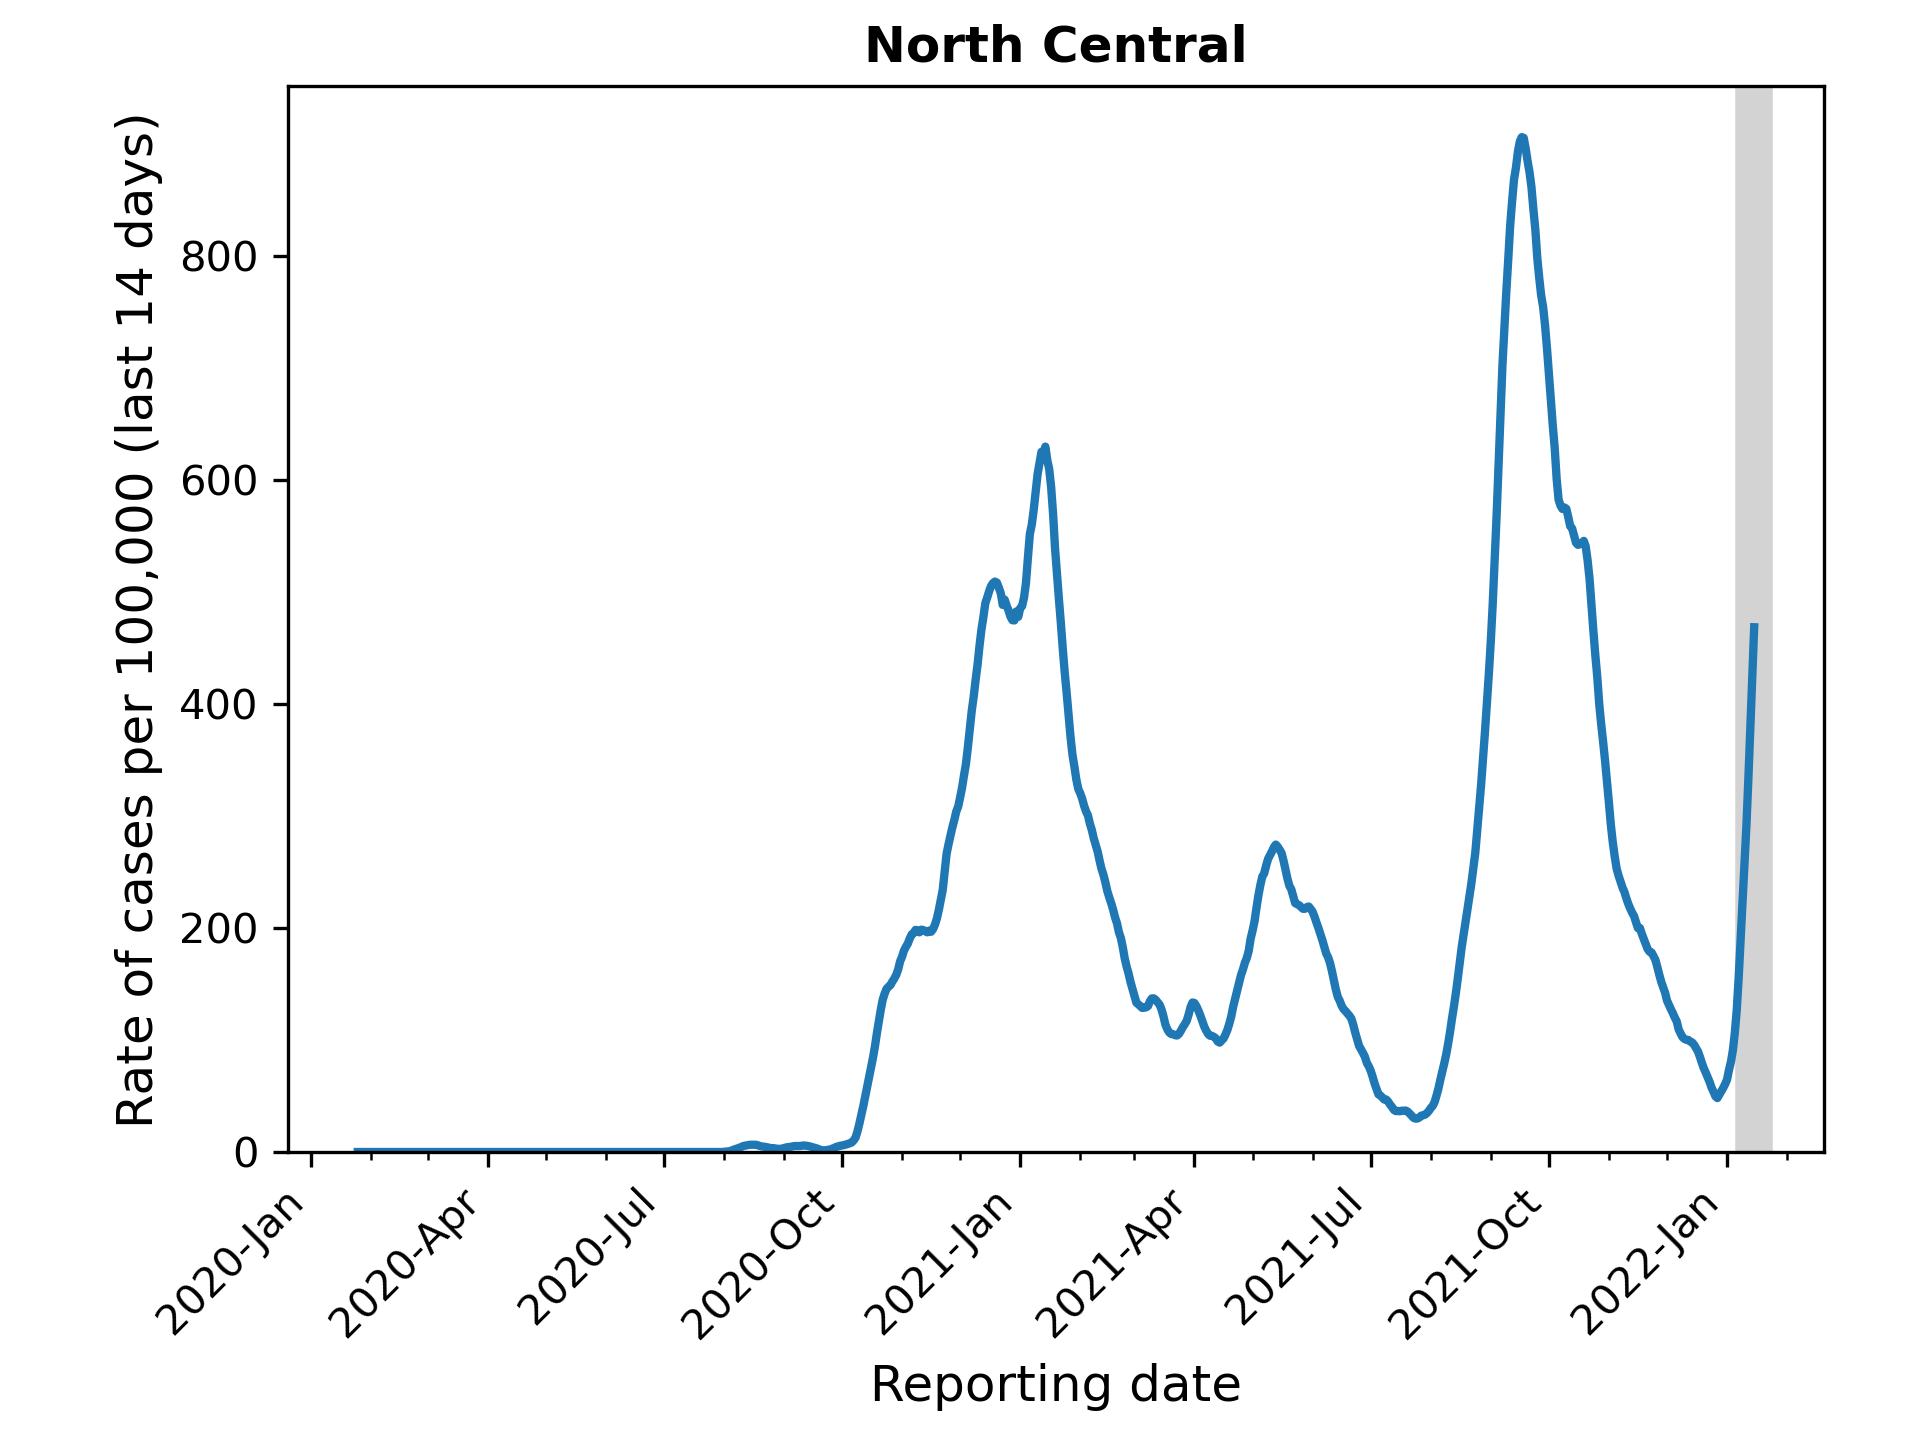 North Central
Rate of cases per 100,000 (last 14 days)
800
600
400
200
0
2020-Jan
2020-Apr
2020-Jul
2020-Oct
2021-Jan
2021-Apr
2021-Jul
2021-Oct
2022-Jan
Reporting date